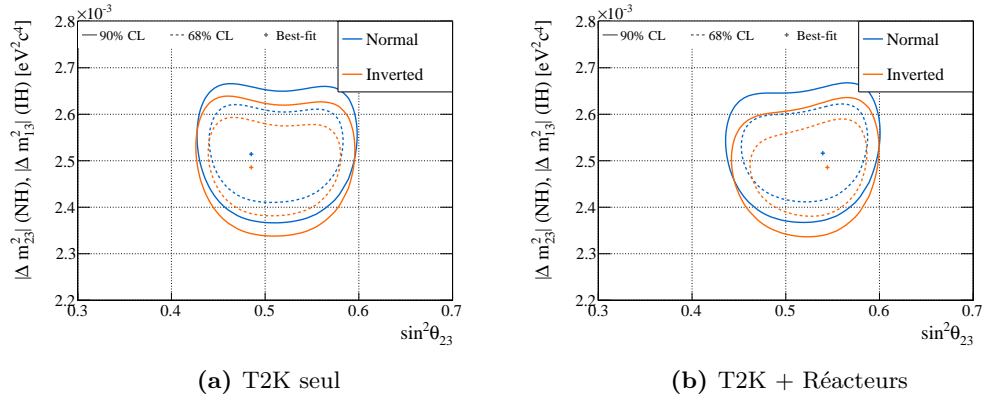 ×10⁻³
|Δ m²₂₃| (NH), |Δ m²₁₃| (IH) [eV²c⁴]
2.8
2.7
2.6
2.5
2.4
2.3
2.2
90% CL 68% CL Best-fit
Normal
Inverted
0.3 0.4 0.5 0.6 0.7
sin²θ₂₃
(a) T2K seul
×10⁻³
|Δ m²₂₃| (NH), |Δ m²₁₃| (IH) [eV²c⁴]
2.8
2.7
2.6
2.5
2.4
2.3
2.2
90% CL 68% CL Best-fit
Normal
Inverted
0.3 0.4 0.5 0.6 0.7
sin²θ₂₃
(b) T2K + Réacteurs